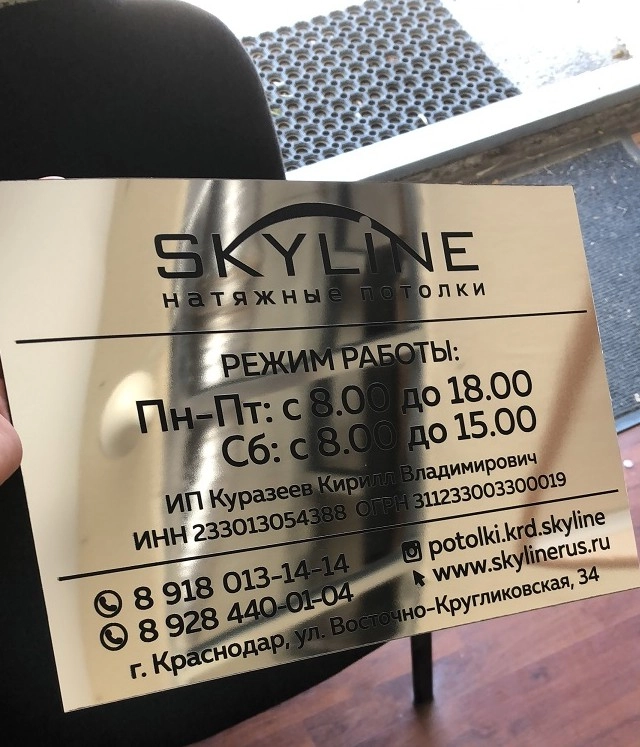 SKYLINE
натяжные потолки
РЕЖИМ РАБОТЫ:
Пн-Пт: с 8.00 до 18.00
Сб: с 8.00 до 15.00
ИП Куразеев Кирилл Владимирович
ИНН 233013054388 ОГРН 311233003300019
8 918 013-14-14
8 928 440-01-04
potolki.krd.skyline
www.skylinerus.ru
г. Краснодар, ул. Восточно-Кругликовская, 34